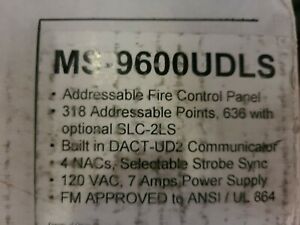 MS-9600UDLS
• Addressable Fire Control Panel
• 318 Addressable Points, 636 with
optional SLC-2LS
• Built in DACT-UD2 Communicator
• 4 NACs, Selectable Strobe Sync
• 120 VAC, 7 Amps Power Supply
• FM APPROVED to ANSI / UL 864